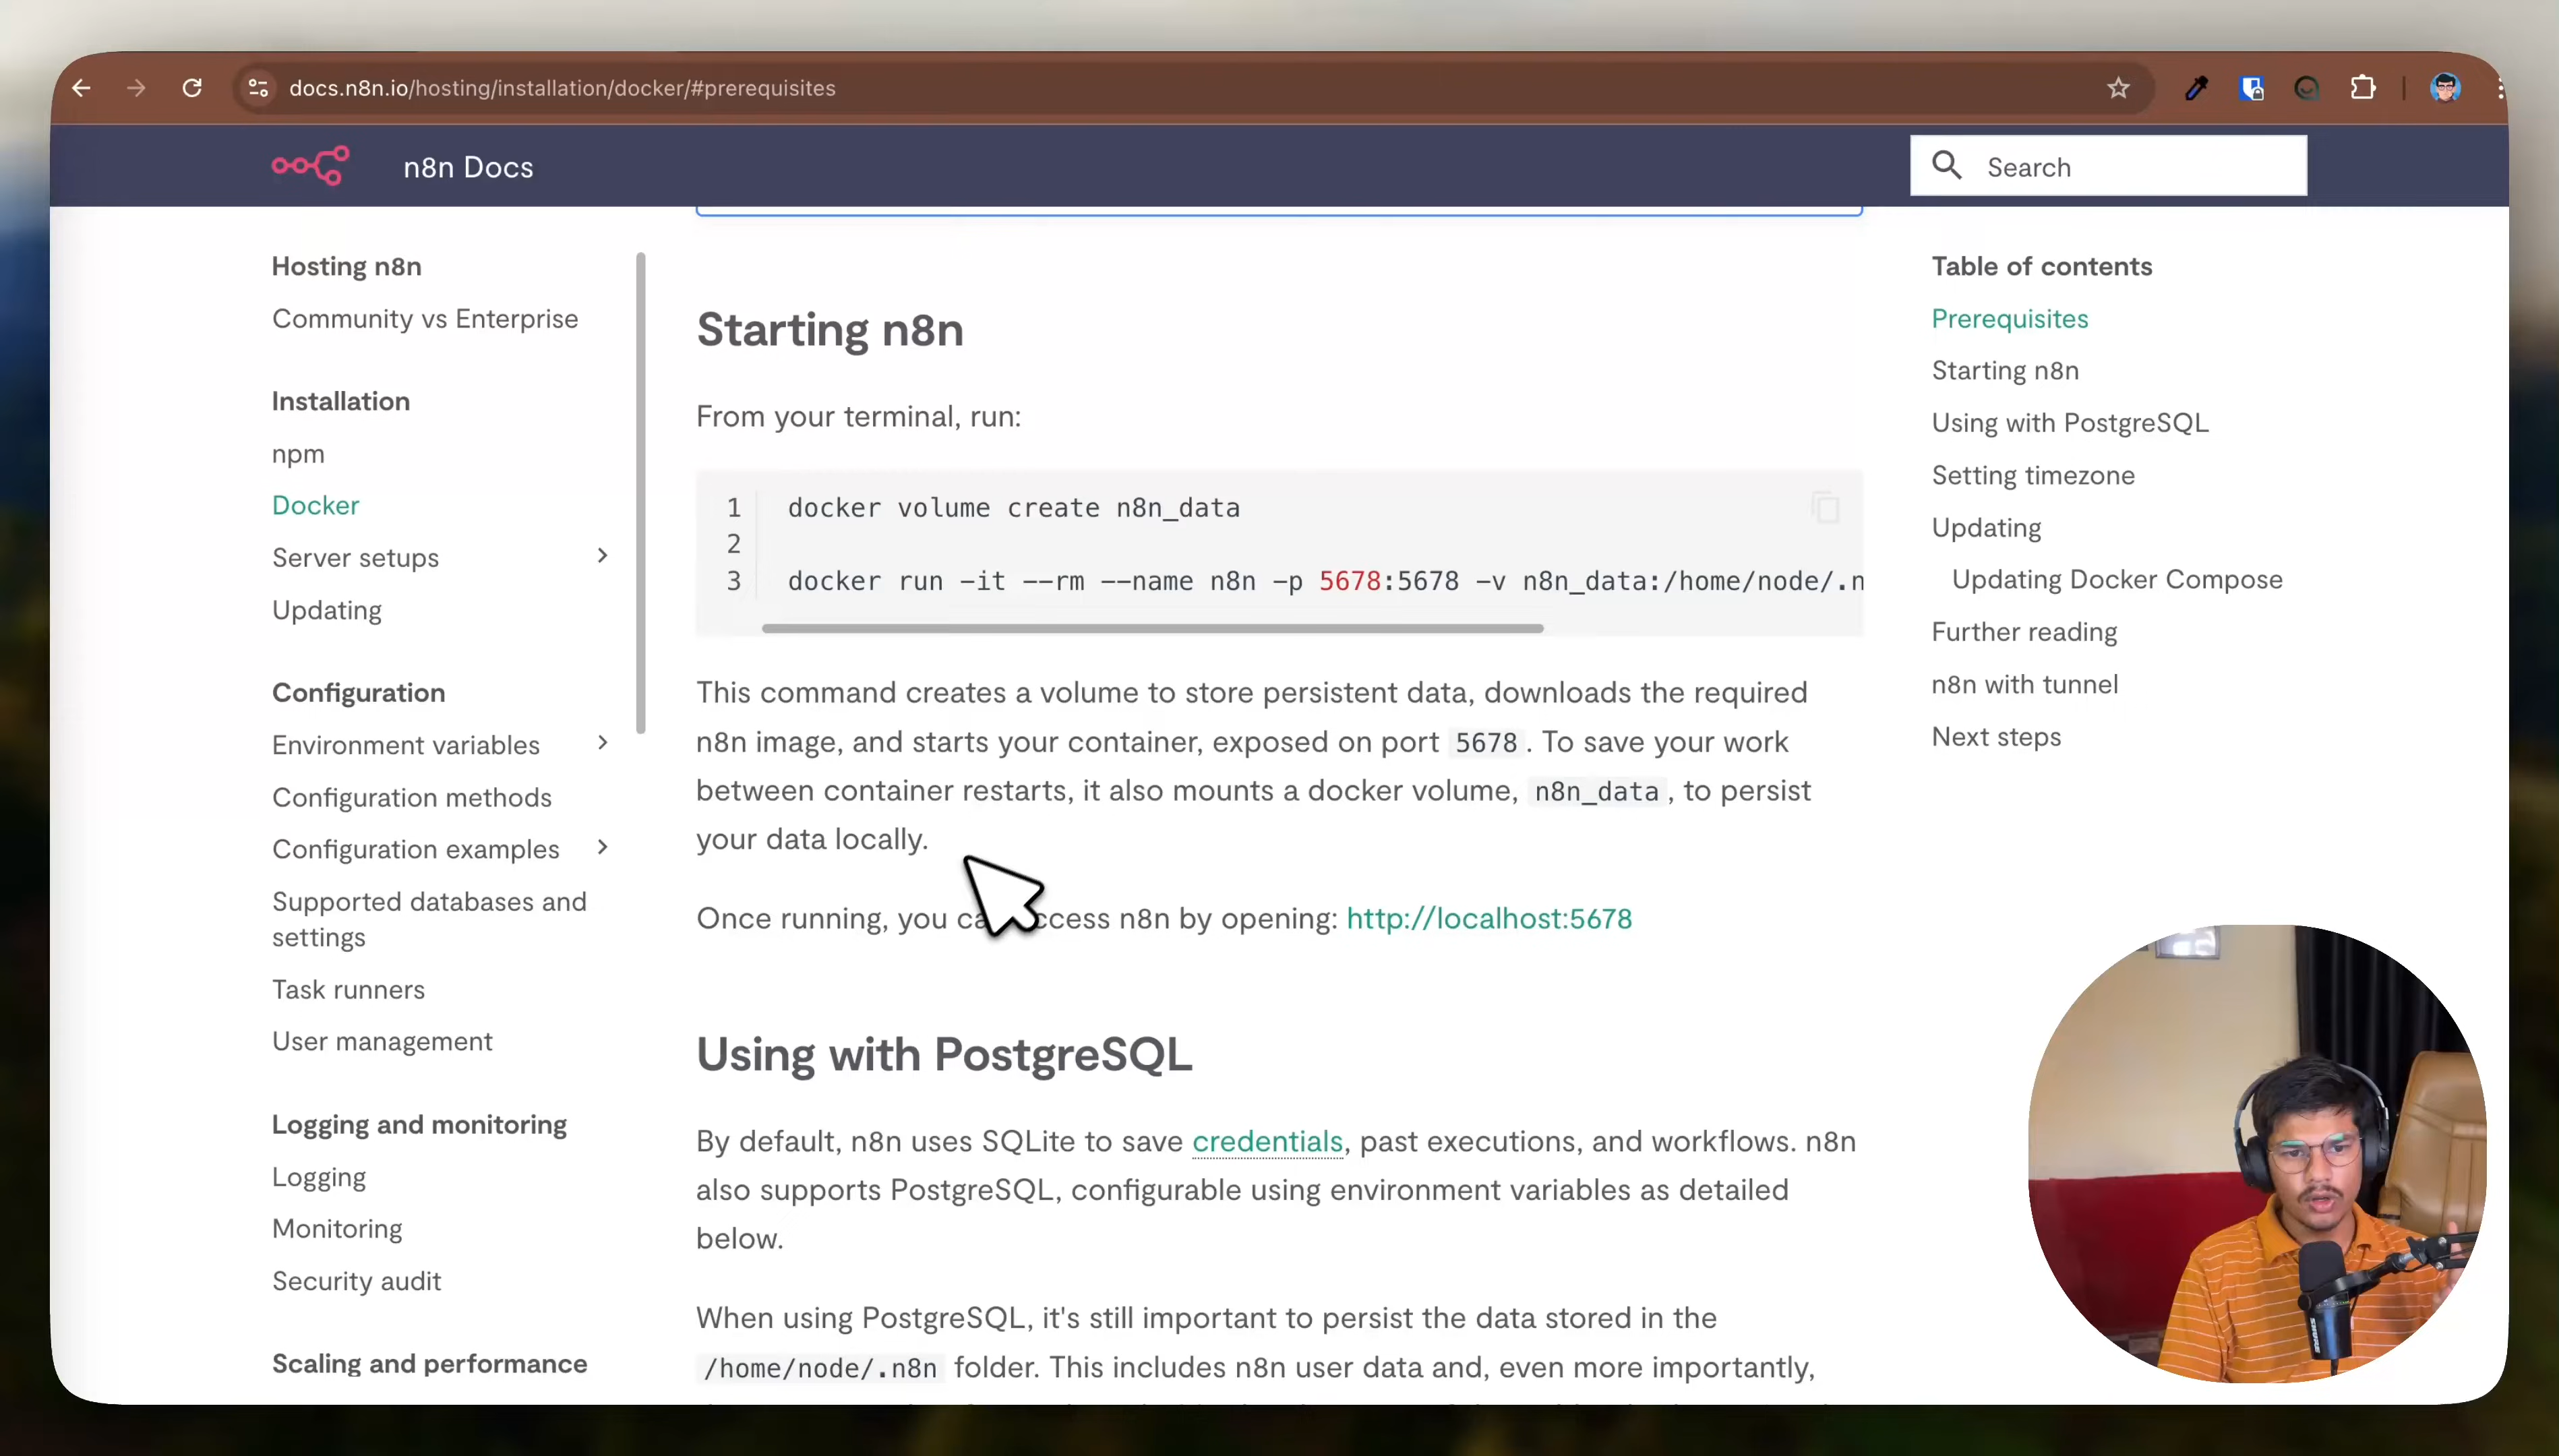 docs.n8n.io/hosting/installation/docker/#prerequisites
n8n Docs
Search
Hosting n8n
Community vs Enterprise
Installation
npm
Docker
Server setups
Updating
Configuration
Environment variables
Configuration methods
Configuration examples
Supported databases and
settings
Task runners
User management
Logging and monitoring
Logging
Monitoring
Security audit
Scaling and performance
Starting n8n
From your terminal, run:
1 docker volume create n8n_data
2
3 docker run -it --rm --name n8n -p 5678:5678 -v n8n_data:/home/node/.n
This command creates a volume to store persistent data, downloads the required
n8n image, and starts your container, exposed on port 5678. To save your work
between container restarts, it also mounts a docker volume, n8n_data, to persist
your data locally.
Once running, you access n8n by opening: http://localhost:5678
Using with PostgreSQL
By default, n8n uses SQLite to save credentials, past executions, and workflows. n8n
also supports PostgreSQL, configurable using environment variables as detailed
below.
When using PostgreSQL, it's still important to persist the data stored in the
/home/node/.n8n folder. This includes n8n user data and, even more importantly,
Table of contents
Prerequisites
Starting n8n
Using with PostgreSQL
Setting timezone
Updating
Updating Docker Compose
Further reading
n8n with tunnel
Next steps
SHURE